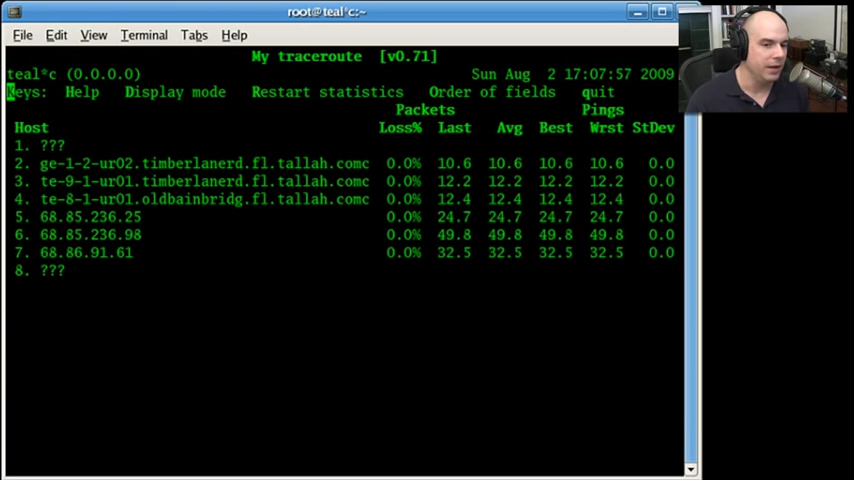 root@teal*c:~
File Edit View Terminal Tabs Help
My traceroute [v0.71]
teal*c (0.0.0.0) Sun Aug 2 17:07:57 2009
Keys: Help Display mode Restart statistics Order of fields quit
Packets Pings
Host Loss% Last Avg Best Wrst StDev
1. ???
2. ge-1-2-ur02.timberlanerd.fl.tallah.comc 0.0% 10.6 10.6 10.6 10.6 0.0
3. te-9-1-ur01.timberlanerd.fl.tallah.comc 0.0% 12.2 12.2 12.2 12.2 0.0
4. te-8-1-ur01.oldbainbridg.fl.tallah.comc 0.0% 12.4 12.4 12.4 12.4 0.0
5. 68.85.236.25 0.0% 24.7 24.7 24.7 24.7 0.0
6. 68.85.236.98 0.0% 49.8 49.8 49.8 49.8 0.0
7. 68.86.91.61 0.0% 32.5 32.5 32.5 32.5 0.0
8. ???